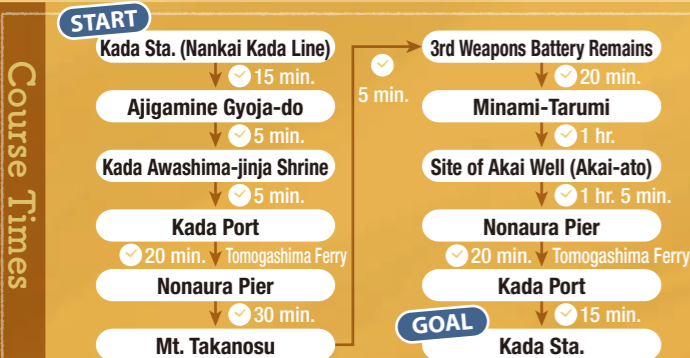 Course Times
START
Kada Sta. (Nankai Kada Line)
15 min.
Ajigamine Gyoja-do
5 min.
Kada Awashima-jinja Shrine
5 min.
Kada Port
20 min. Tomogashima Ferry
Nonaura Pier
30 min.
Mt. Takanosu
5 min.
3rd Weapons Battery Remains
20 min.
Minami-Tarumi
1 hr.
Site of Akai Well (Akai-ato)
1 hr. 5 min.
Nonaura Pier
20 min. Tomogashima Ferry
Kada Port
15 min.
GOAL
Kada Sta.